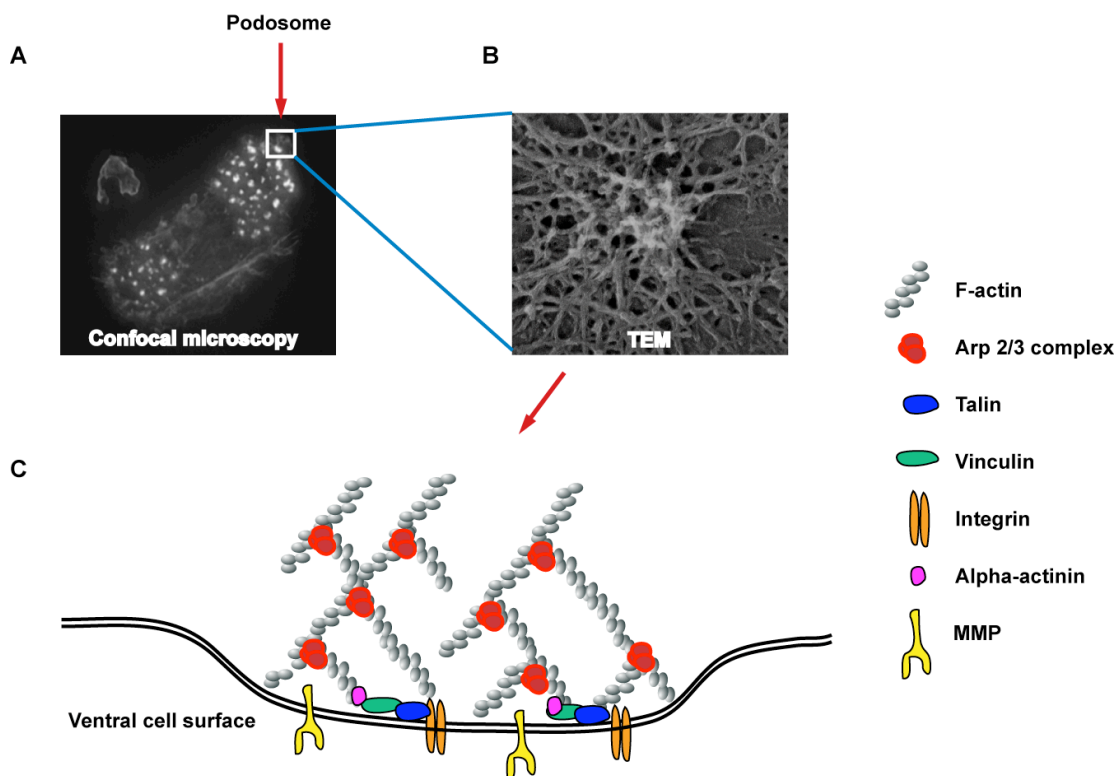 Podosome
A
B
Confocal microscopy
TEM
F-actin
Arp 2/3 complex
Talin
Vinculin
Integrin
Alpha-actinin
MMP
C
Ventral cell surface